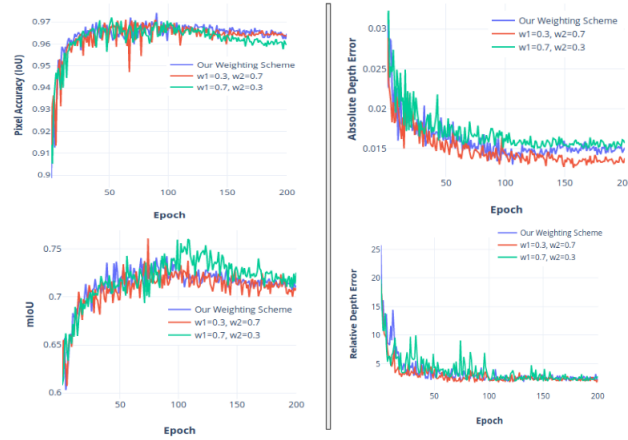 0.97
0.96
0.95
0.94
0.93
0.92
0.91
0.9
Pixel Accuracy (IoU)
Our Weighting Scheme
w1=0.3, w2=0.7
w1=0.7, w2=0.3
50
100
150
200
Epoch
0.03
0.025
0.02
0.015
Absolute Depth Error
Our Weighting Scheme
w1=0.3, w2=0.7
w1=0.7, w2=0.3
50
100
150
200
Epoch
0.75
0.7
0.65
0.6
mIoU
Our Weighting Scheme
w1=0.3, w2=0.7
w1=0.7, w2=0.3
50
100
150
200
Epoch
25
20
15
10
5
Relative Depth Error
Our Weighting Scheme
w1=0.3, w2=0.7
w1=0.7, w2=0.3
50
100
150
200
Epoch